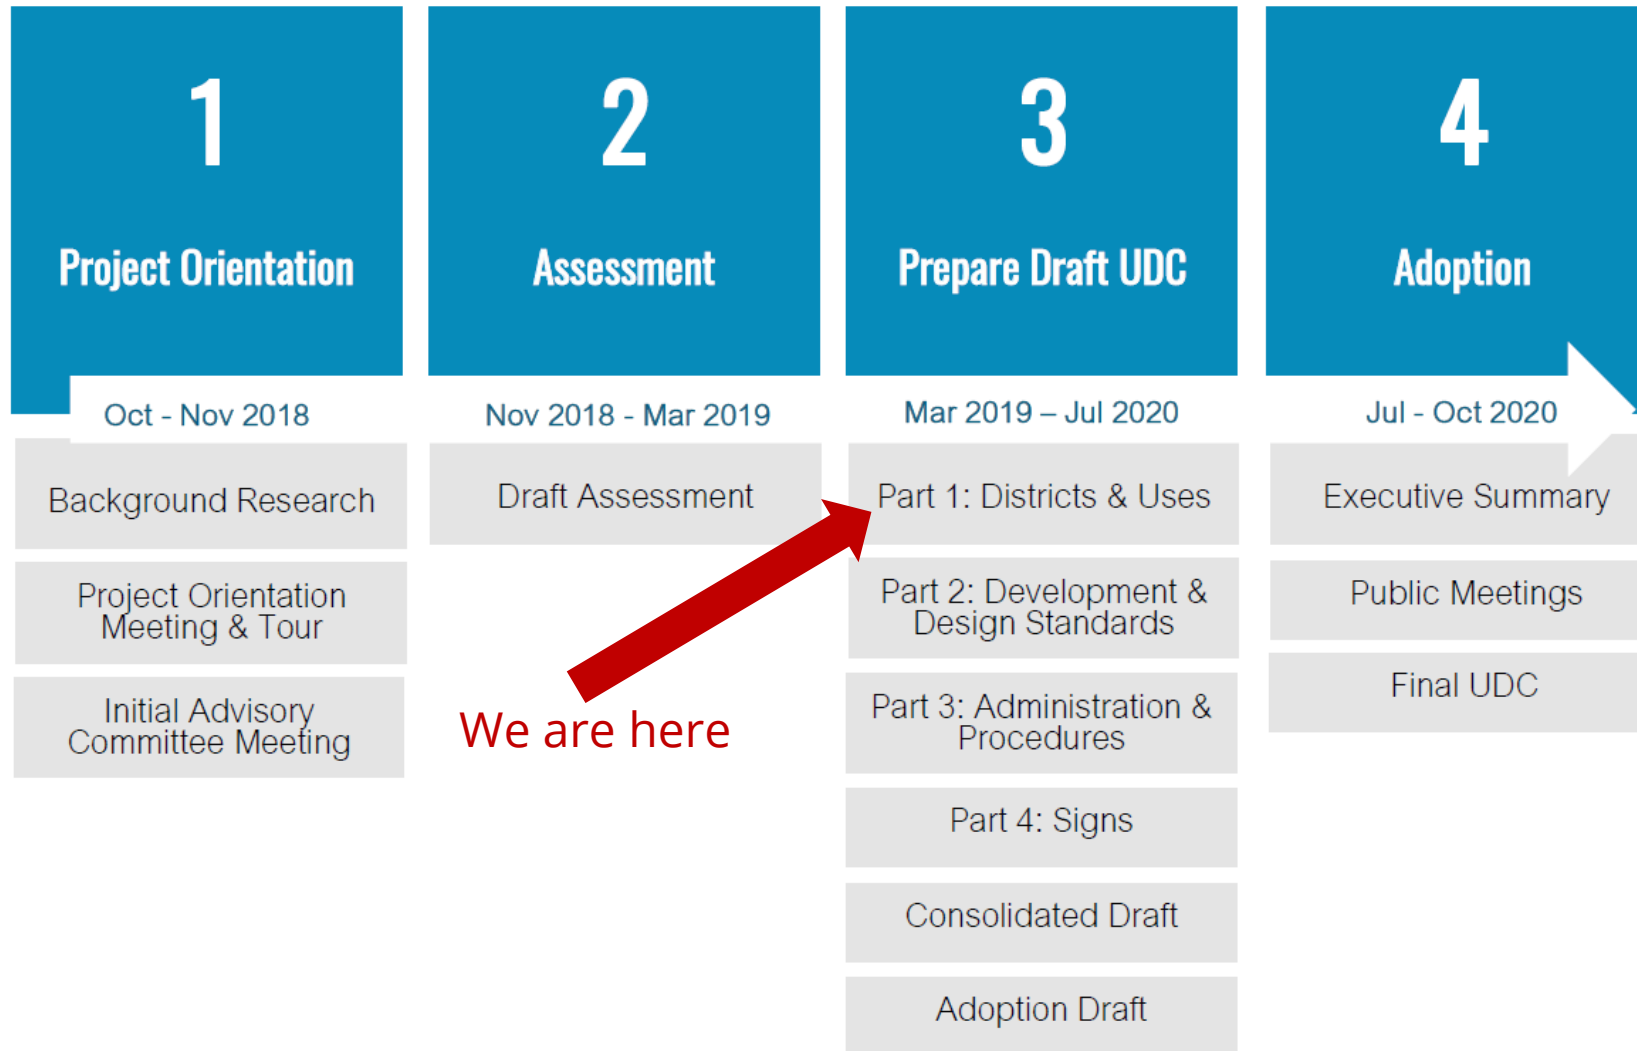 1
Project Orientation
Oct - Nov 2018
Background Research
Project Orientation
Meeting & Tour
Initial Advisory
Committee Meeting
2
Assessment
Nov 2018 - Mar 2019
Draft Assessment
We are here
3
Prepare Draft UDC
Mar 2019 – Jul 2020
Part 1: Districts & Uses
Part 2: Development &
Design Standards
Part 3: Administration &
Procedures
Part 4: Signs
Consolidated Draft
Adoption Draft
4
Adoption
Jul - Oct 2020
Executive Summary
Public Meetings
Final UDC